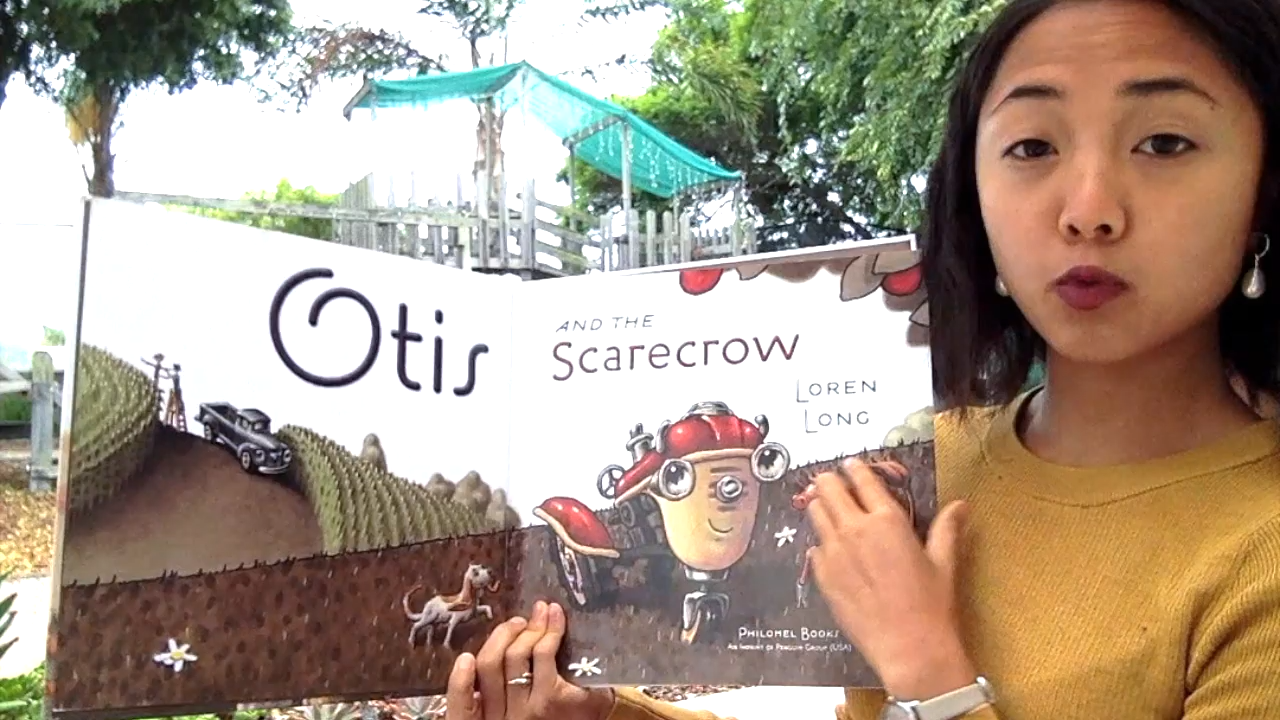 Otis
AND THE
Scarecrow
LOREN
LONG
PHILOMEL BOOKS
AN IMPRINT OF PENGUIN GROUP (USA)